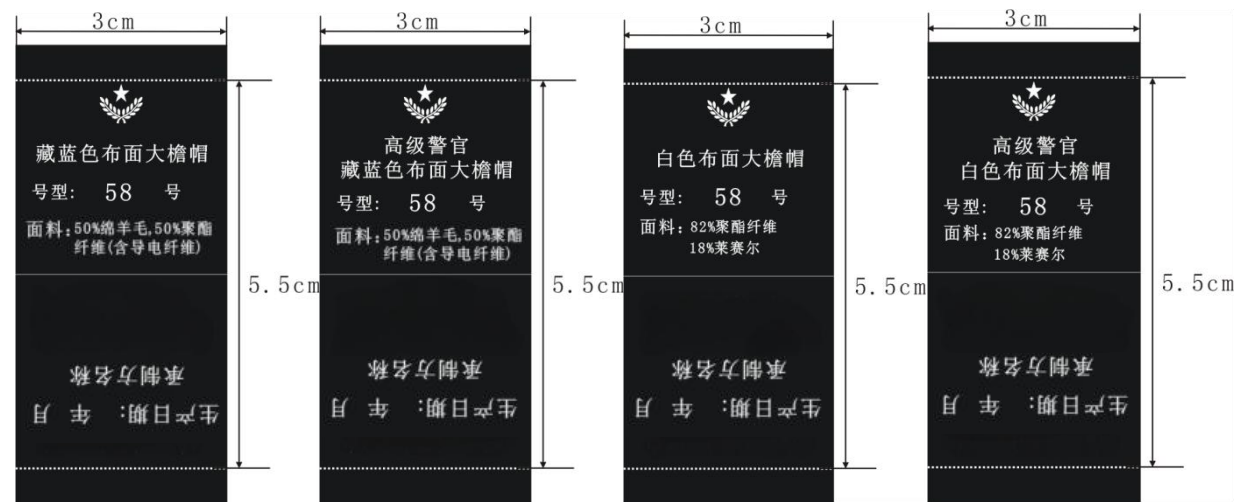 3cm
藏蓝色布面大檐帽
号型: 58 号
面料:50%绵羊毛,50%聚酯
纤维(含导电纤维)
5.5cm
承制方名称
生产日期: 年 月
3cm
高级警官
藏蓝色布面大檐帽
号型: 58 号
面料:50%绵羊毛,50%聚酯
纤维(含导电纤维)
5.5cm
承制方名称
生产日期: 年 月
3cm
白色布面大檐帽
号型: 58 号
面料: 82%聚酯纤维
18%莱赛尔
5.5cm
承制方名称
生产日期: 年 月
3cm
高级警官
白色布面大檐帽
号型: 58 号
面料: 82%聚酯纤维
18%莱赛尔
5.5cm
承制方名称
生产日期: 年 月